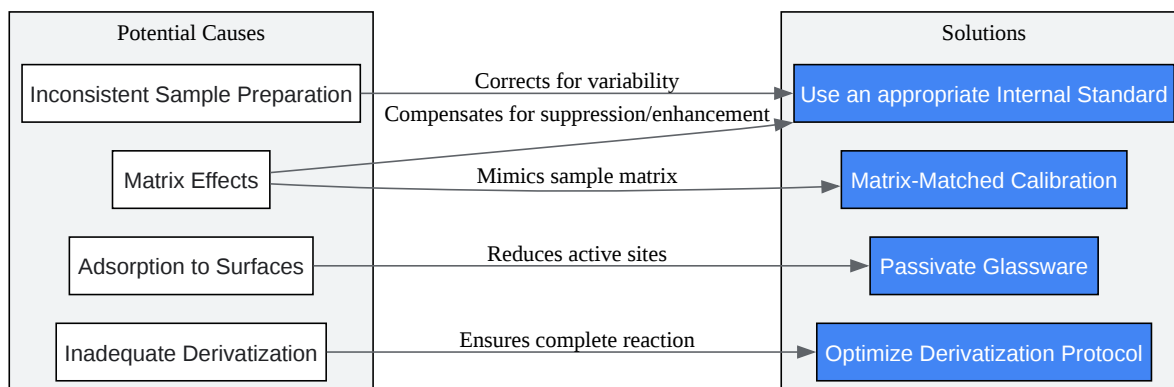 Potential Causes
Solutions
Inconsistent Sample Preparation
Corrects for variability
Use an appropriate Internal Standard
Compensates for suppression/enhancement
Matrix Effects
Mimics sample matrix
Matrix-Matched Calibration
Adsorption to Surfaces
Reduces active sites
Passivate Glassware
Inadequate Derivatization
Ensures complete reaction
Optimize Derivatization Protocol